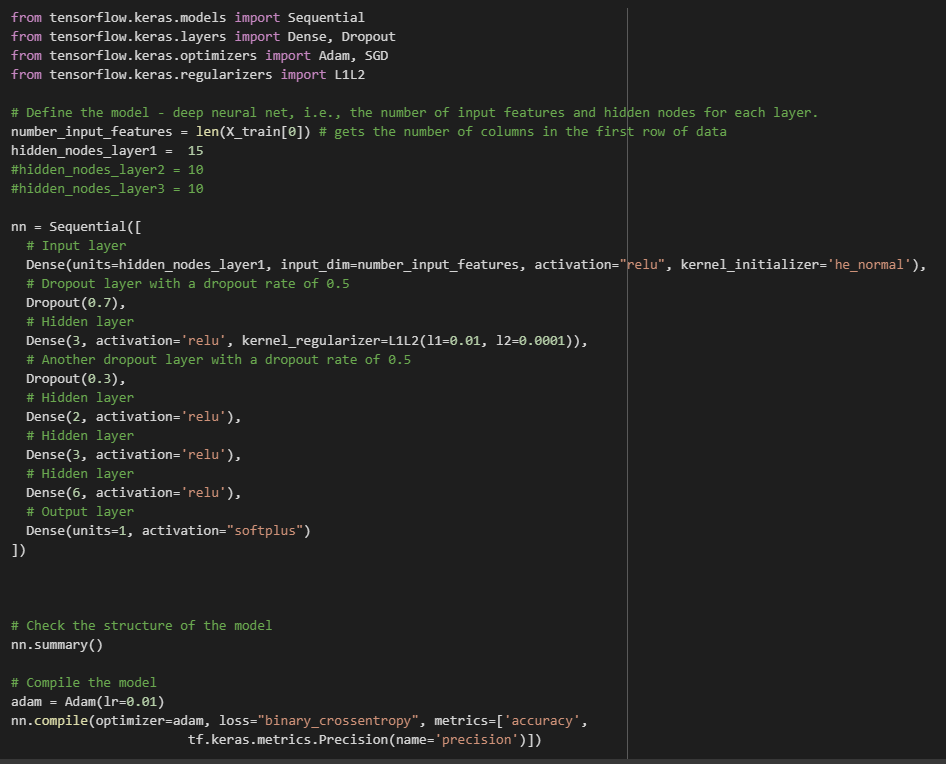 from tensorflow.keras.models import Sequential
from tensorflow.keras.layers import Dense, Dropout
from tensorflow.keras.optimizers import Adam, SGD
from tensorflow.keras.regularizers import L1L2

# Define the model - deep neural net, i.e., the number of input features and hidden nodes for each layer.
number_input_features = len(X_train[0]) # gets the number of columns in the first row of data
hidden_nodes_layer1 =  15
#hidden_nodes_layer2 = 10
#hidden_nodes_layer3 = 10

nn = Sequential([
  # Input layer
  Dense(units=hidden_nodes_layer1, input_dim=number_input_features, activation="relu", kernel_initializer='he_normal'),
  # Dropout layer with a dropout rate of 0.5
  Dropout(0.7),
  # Hidden layer
  Dense(3, activation='relu', kernel_regularizer=L1L2(l1=0.01, l2=0.0001)),
  # Another dropout layer with a dropout rate of 0.5
  Dropout(0.3),
  # Hidden layer
  Dense(2, activation='relu'),
  # Hidden layer
  Dense(3, activation='relu'),
  # Hidden layer
  Dense(6, activation='relu'),
  # Output layer
  Dense(units=1, activation="softplus")
])

# Check the structure of the model
nn.summary()

# Compile the model
adam = Adam(lr=0.01)
nn.compile(optimizer=adam, loss="binary_crossentropy", metrics=['accuracy',
                       tf.keras.metrics.Precision(name='precision')])